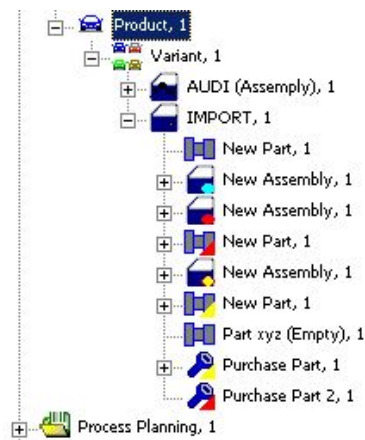 Product, 1
Variant, 1
AUDI (Assemply), 1
IMPORT, 1
New Part, 1
New Assembly, 1
New Assembly, 1
New Part, 1
New Assembly, 1
New Part, 1
Part xyz (Empty), 1
Purchase Part, 1
Purchase Part 2, 1
Process Planning, 1